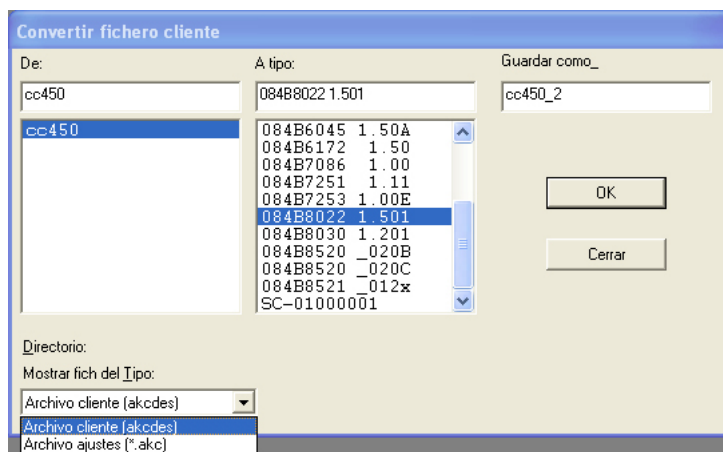 Convertir fichero cliente
De:
A tipo:
Guardar como_
cc450
084B8022 1.501
cc450_2
cc450
084B6045 1.50A
084B6172 1.50
084B7086 1.00
084B7251 1.11
084B7253 1.00E
084B8022 1.501
084B8030 1.201
084B8520 _020B
084B8520 _020C
084B8521 _012x
SC-01000001
OK
Cerrar
Directorio:
Mostrar fich del Tipo:
Archivo cliente (akcdes)
Archivo cliente (akcdes)
Archivo ajustes (*.akc)